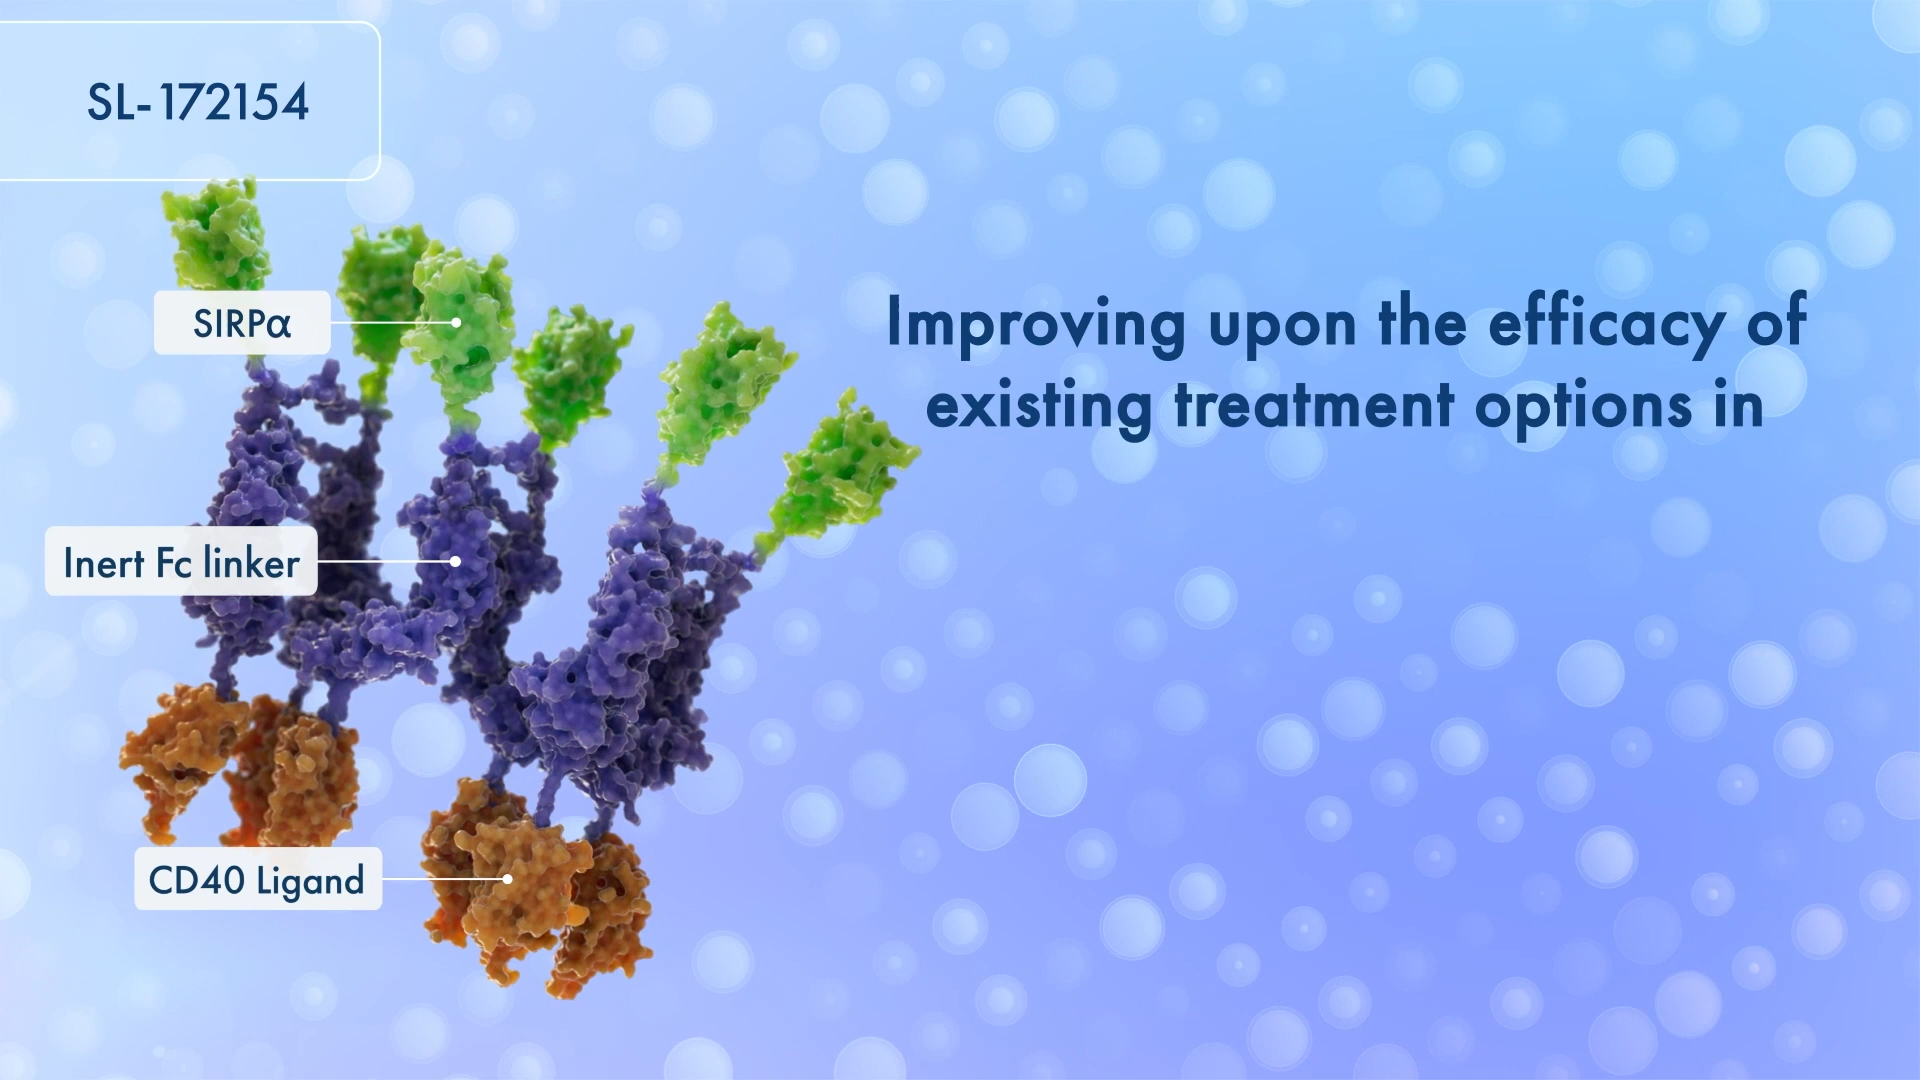 SL-172154
SIRPα
Improving upon the efficacy of
existing treatment options in
Inert Fc linker
CD40 Ligand